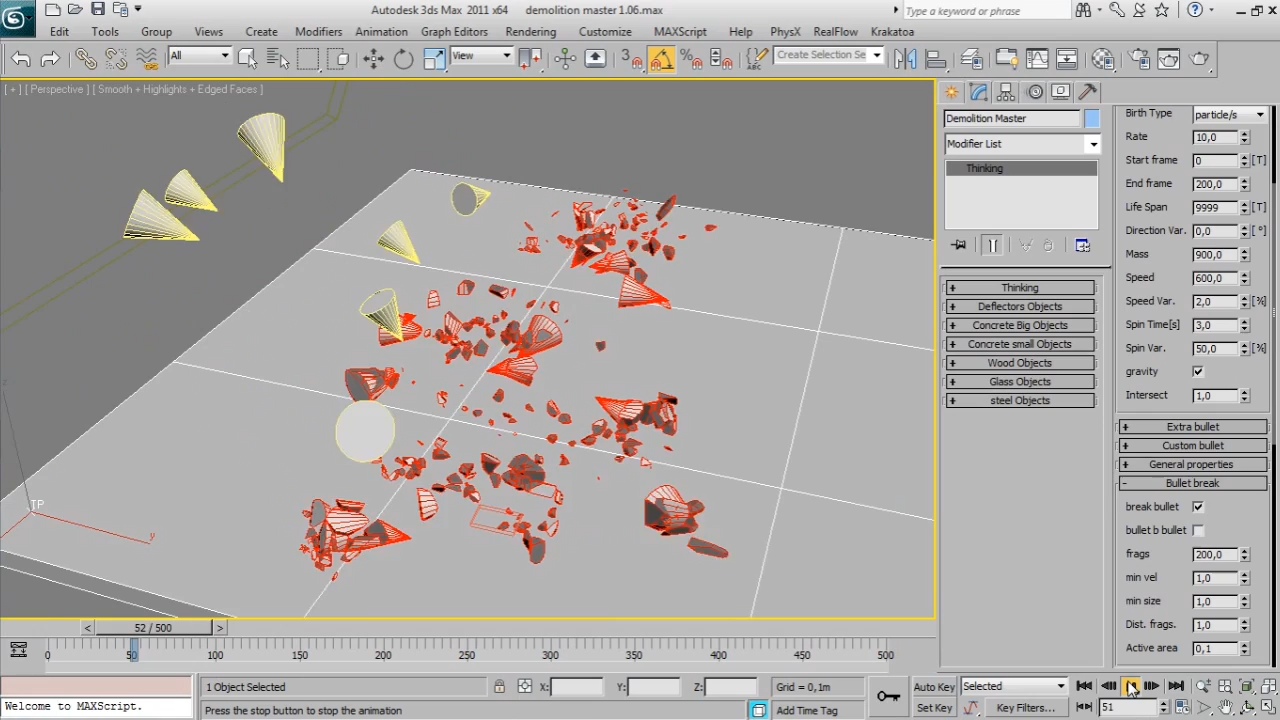 Autodesk 3ds Max 2011 x64 demolition master 1.06.max
Type a keyword or phrase
Edit Tools Group Views Create Modifiers Animation Graph Editors Rendering Customize MAXScript Help PhysX RealFlow Krakatoa
All View 3 Create Selection Se
[ + ] [ Perspective ] [ Smooth + Highlights + Edged Faces ]
Demolition Master
Modifier List
Thinking
+ Thinking
+ Deflectors Objects
+ Concrete Big Objects
+ Concrete small Objects
+ Wood Objects
+ Glass Objects
+ steel Objects
Birth Type particle/s
Rate 10,0
Start frame 0 [T]
End frame 200,0
Life Span 9999 [T]
Direction Var. 0,0 [ °]
Mass 900,0
Speed 600,0
Speed Var. 2,0
Spin Time[s] 3,0
Spin Var. 50,0
gravity
Intersect 1,0
+ Extra bullet
+ Custom bullet
+ General properties
- Bullet break
break bullet
bullet b bullet
frags 200,0
min vel 1,0
min size 1,0
Dist. frags. 1,0
Active area 0,1
z
TP
y
< 52 / 500 >
0 50 100 150 200 250 300 350 400 450 500
1 Object Selected X: Y: Z: Grid = 0,1m Auto Key Selected
Welcome to MAXScript. Press the stop button to stop the animation Add Time Tag Set Key Key Filters... 51